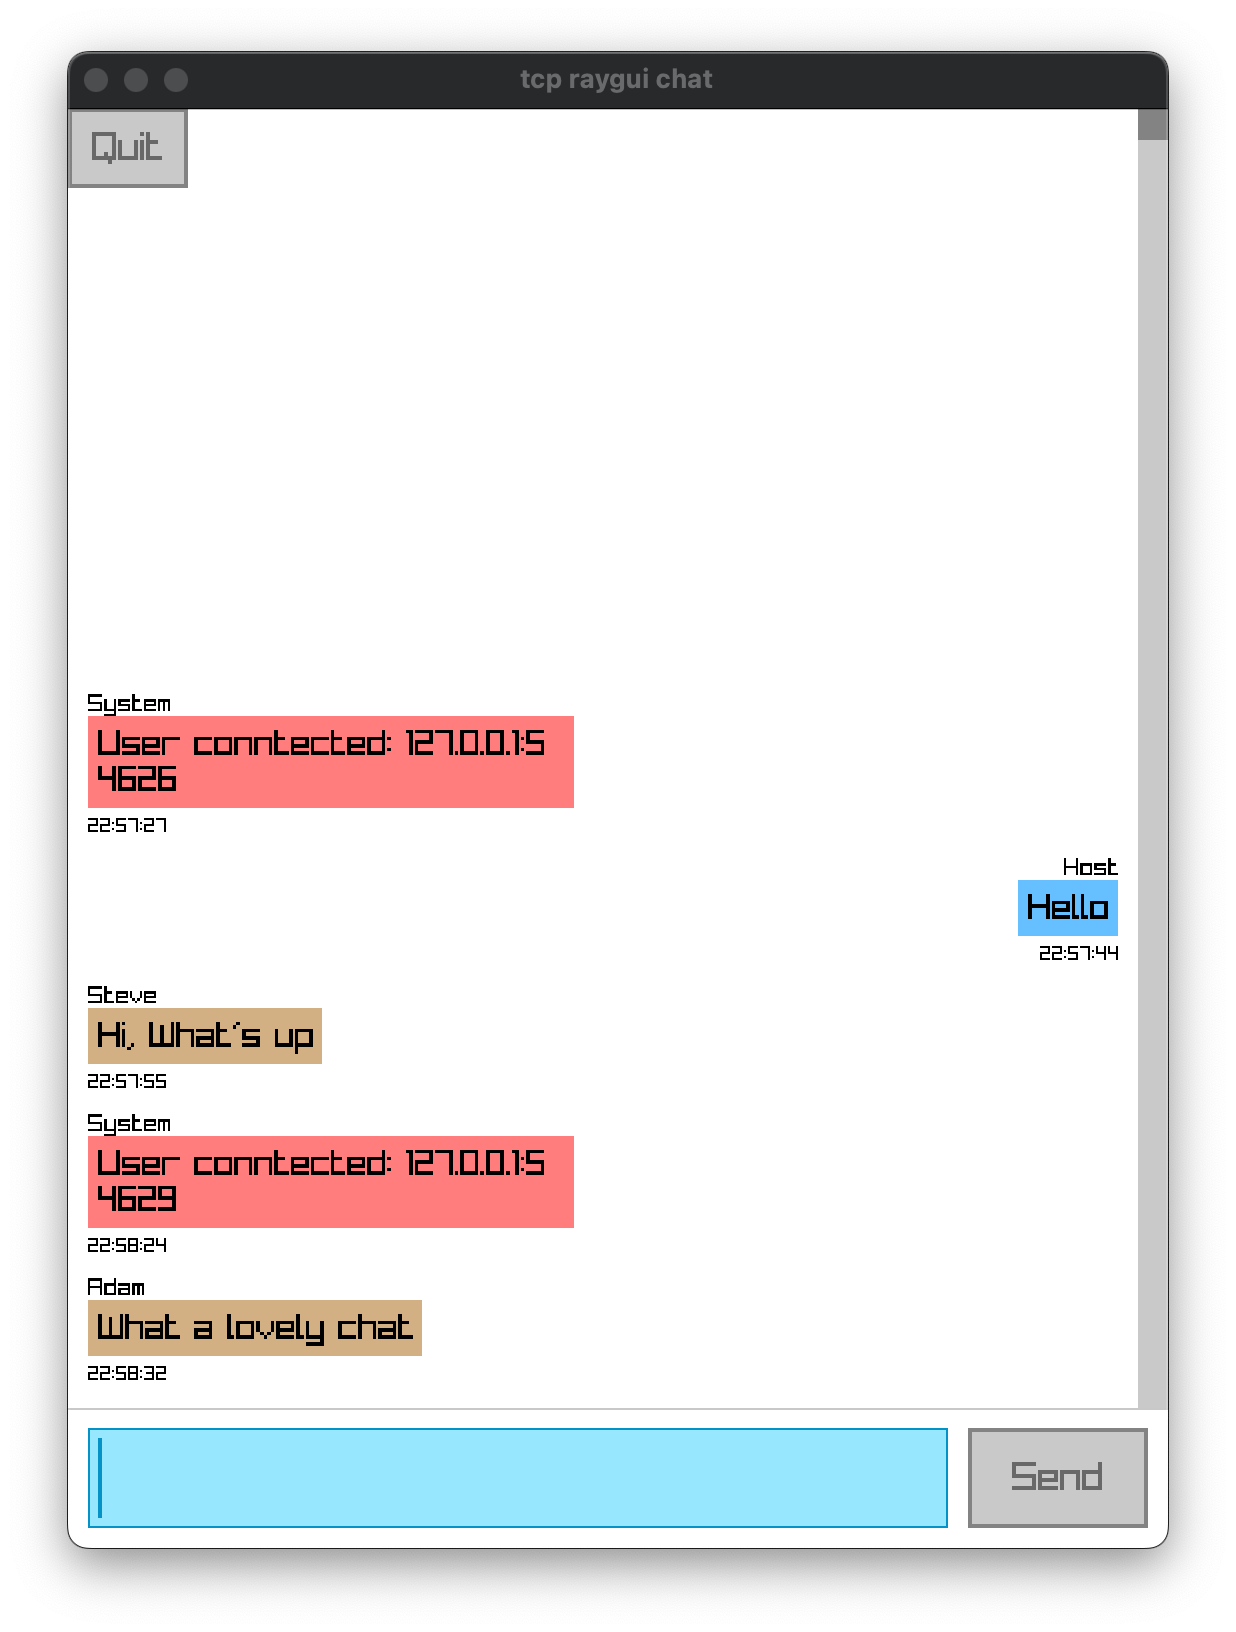 tcp raygui chat
Quit
System
User conntected: 127.0.0.1:5
4626
22:57:27
Host
Hello
22:57:44
Steve
Hi, What's up
22:57:55
System
User conntected: 127.0.0.1:5
4629
22:58:24
Adam
What a lovely chat
22:58:32
Send